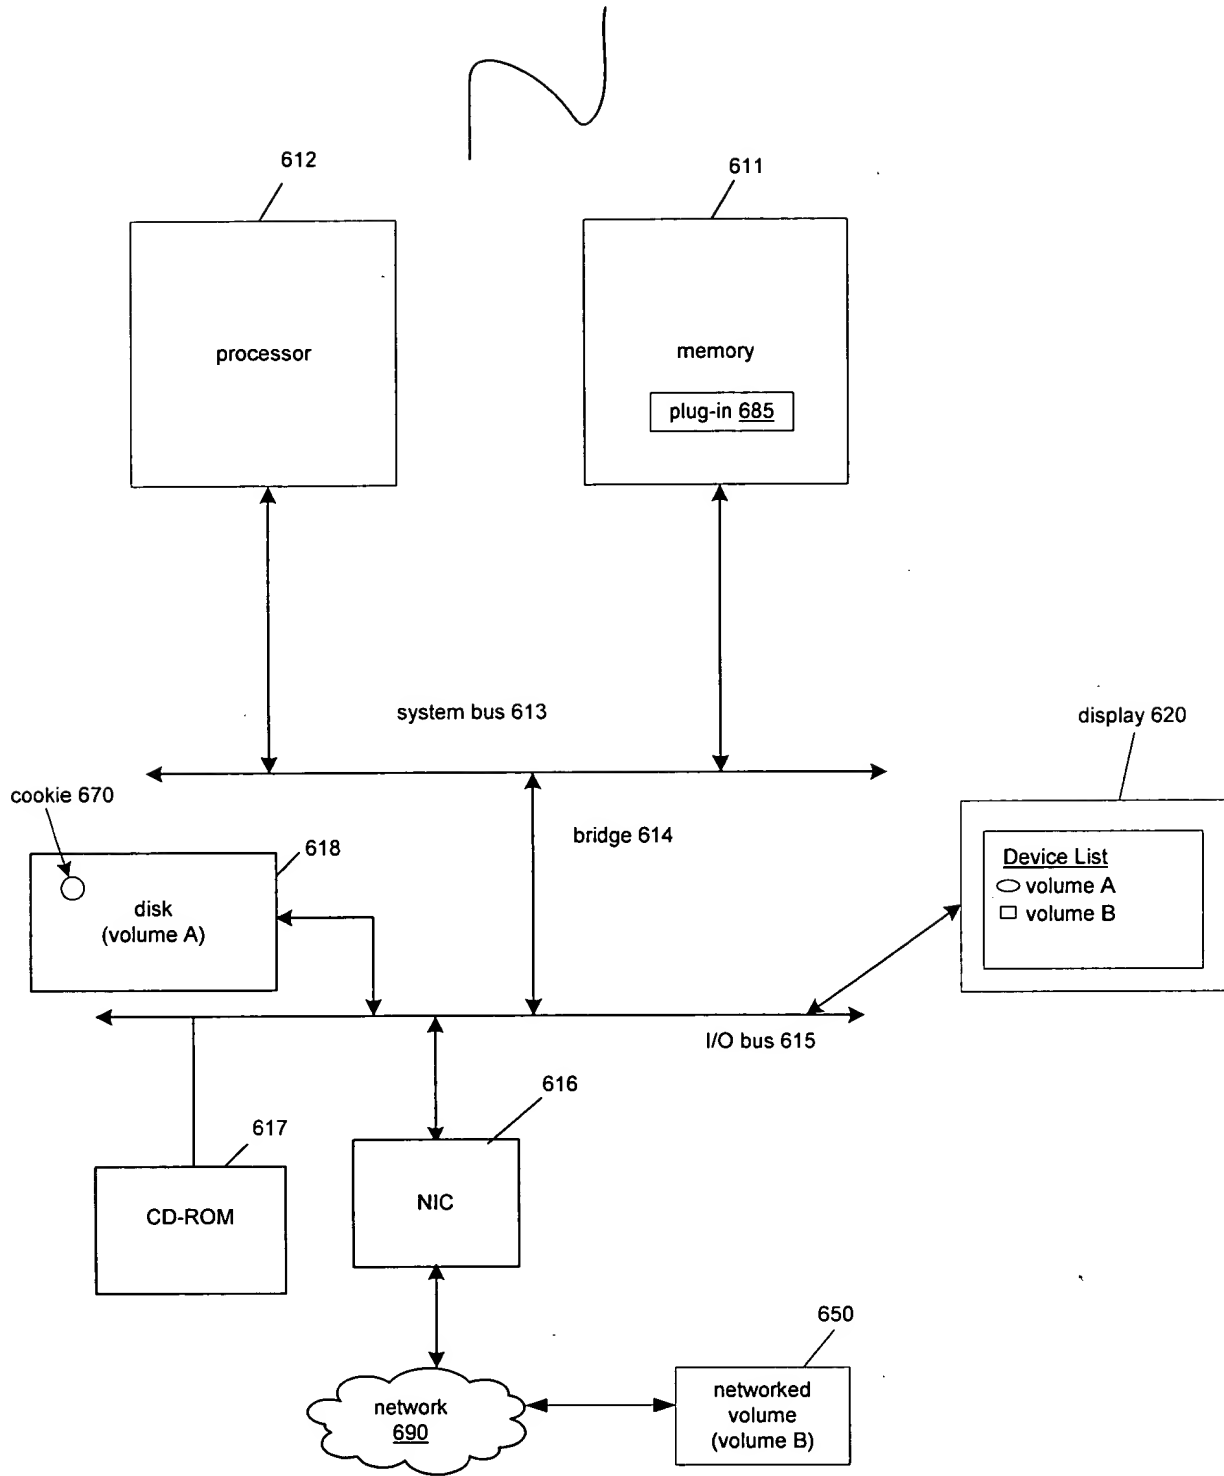 612
611
processor
memory
plug-in 685
system bus 613
display 620
cookie 670
bridge 614
618
Device List
volume A
volume B
disk
(volume A)
I/O bus 615
616
617
NIC
CD-ROM
650
network
690
networked
volume
(volume B)